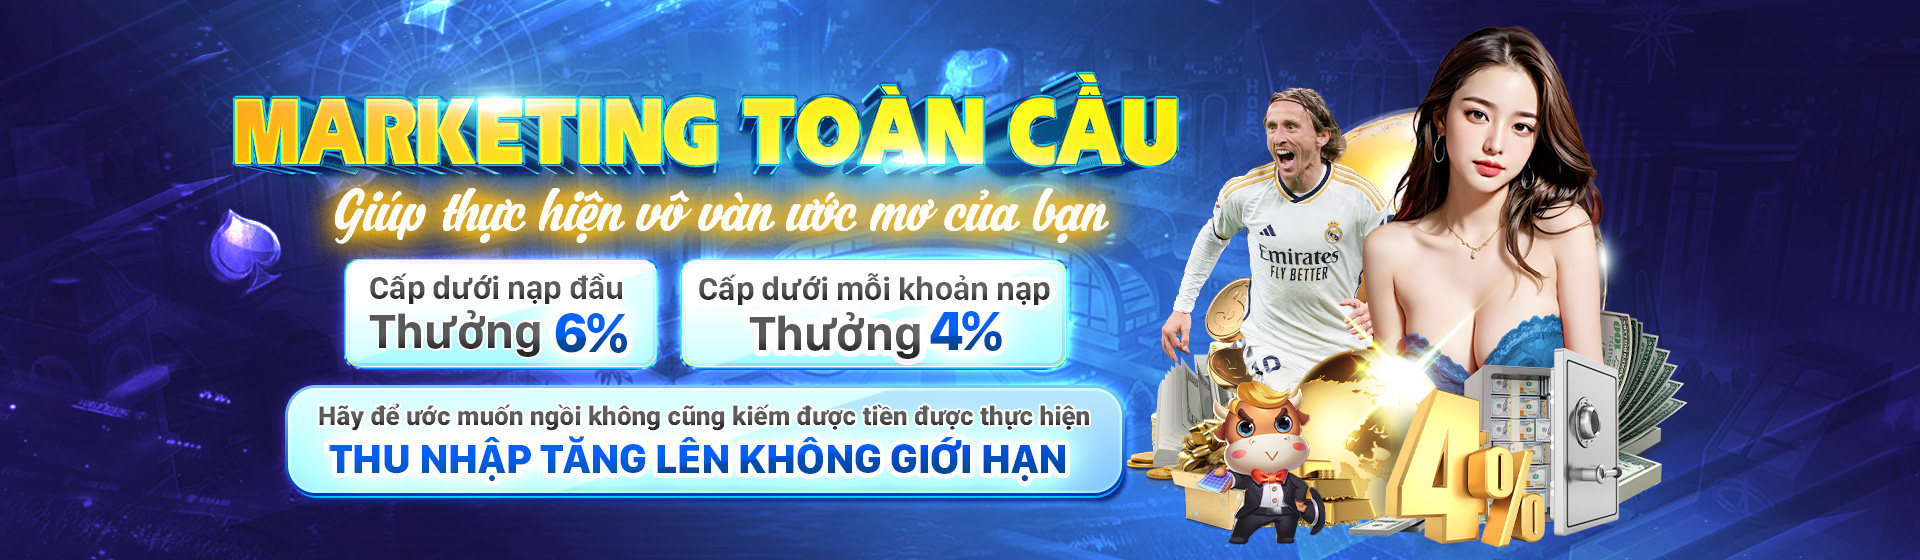 MARKETING TOÀN CẦU
Giúp thực hiện vô vàn ước mơ của bạn
Cấp dưới nạp đầu
Thưởng 6%
Cấp dưới mỗi khoản nạp
Thưởng 4%
Hãy để ước muốn ngồi không cũng kiếm được tiền được thực hiện
THU NHẬP TĂNG LÊN KHÔNG GIỚI HẠN
Emirates
FLY BETTER
4%